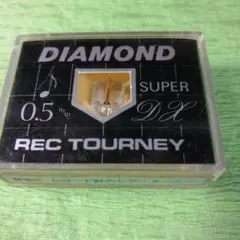 DIAMOND
SUPER
0.5 DX
REC TOURNEY